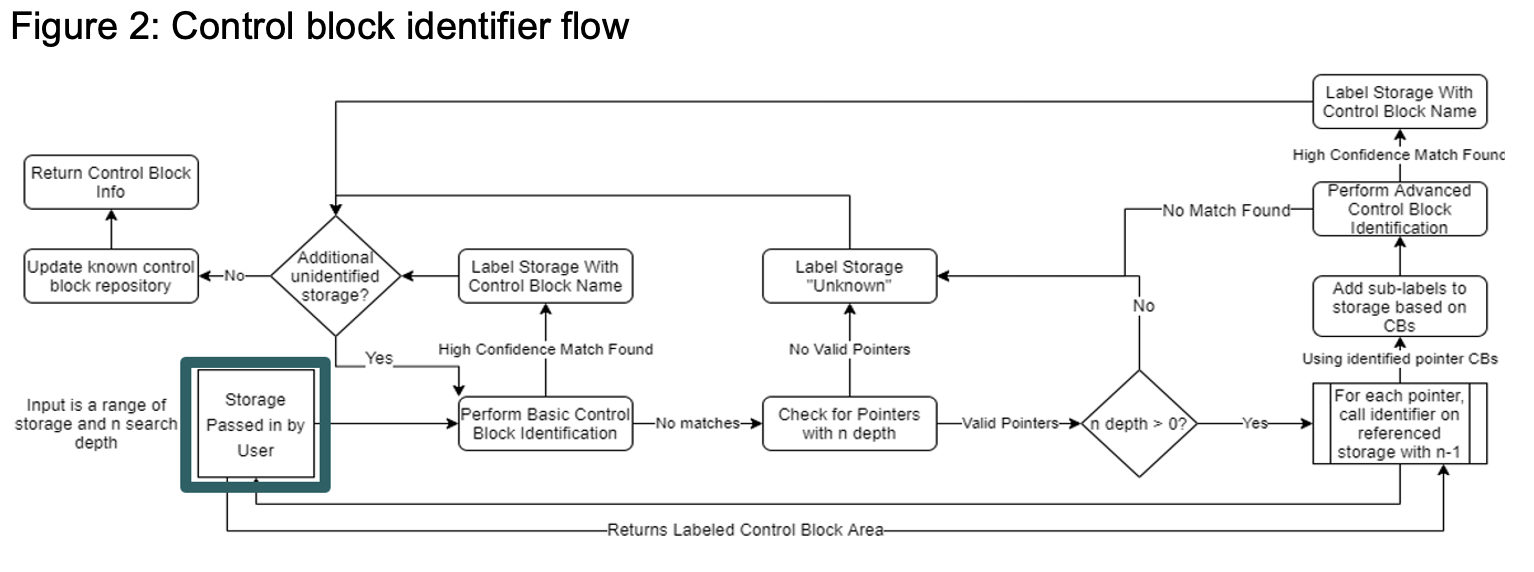 Figure 2: Control block identifier flow
Label Storage With
Control Block Name
High Confidence Match Found
Return Control Block
Info
Perform Advanced
Control Block
Identification
No Match Found
Update known control
block repository
No
Additional
unidentified
storage?
Label Storage With
Control Block Name
Label Storage
"Unknown"
Add sub-labels to
storage based on
CBs
No
Yes
High Confidence Match Found
No Valid Pointers
Using identified pointer CBs
Input is a range of
storage and n search
depth
Storage
Passed in by
User
Perform Basic Control
Block Identification
No matches
Check for Pointers
with n depth
Valid Pointers
n depth > 0?
Yes
For each pointer,
call identifier on
referenced
storage with n-1
Returns Labeled Control Block Area